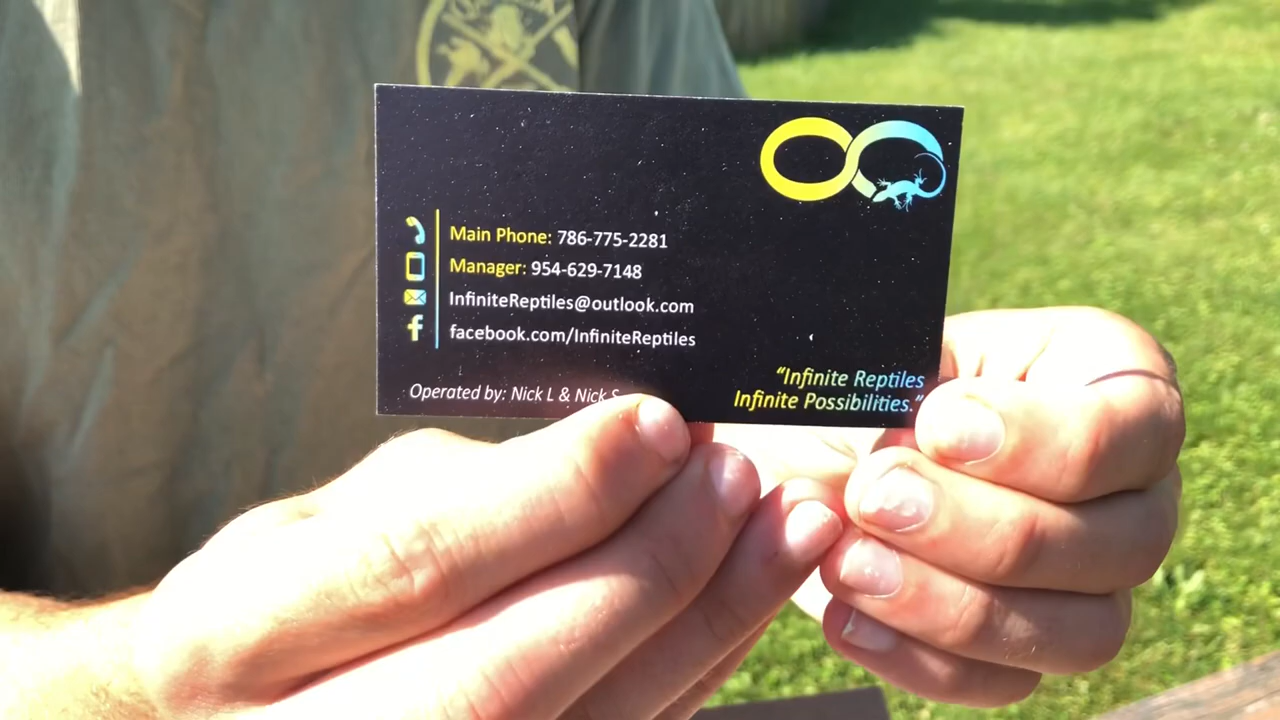 Main Phone: 786-775-2281
Manager: 954-629-7148
InfiniteReptiles@outlook.com
facebook.com/InfiniteReptiles
Operated by: Nick L & Nick S
"Infinite Reptiles
Infinite Possibilities."